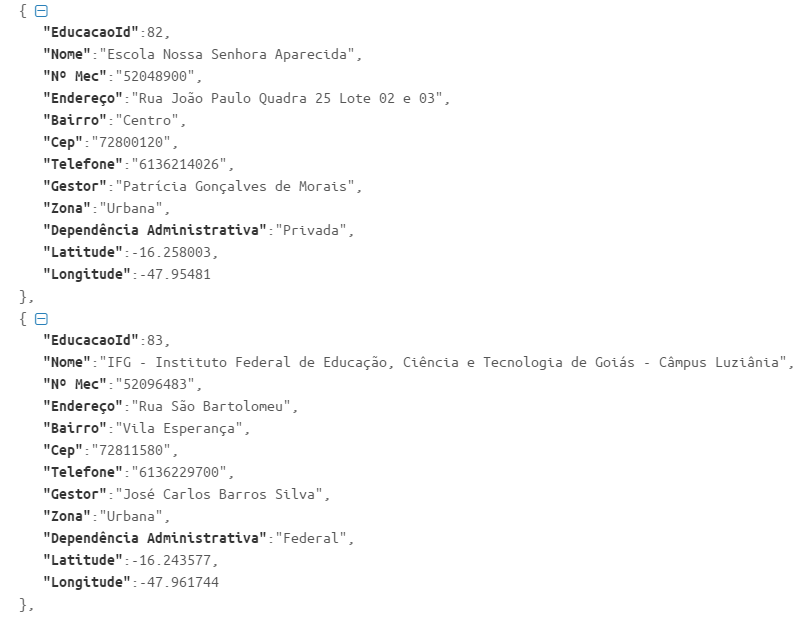 {
"EducacaoId":82,
"Nome":"Escola Nossa Senhora Aparecida",
"Nº Mec":"52048900",
"Endereço":"Rua João Paulo Quadra 25 Lote 02 e 03",
"Bairro":"Centro",
"Cep":"72800120",
"Telefone":"6136214026",
"Gestor":"Patrícia Gonçalves de Morais",
"Zona":"Urbana",
"Dependência Administrativa":"Privada",
"Latitude":-16.258003,
"Longitude":-47.95481
},
{
"EducacaoId":83,
"Nome":"IFG - Instituto Federal de Educação, Ciência e Tecnologia de Goiás - Câmpus Luziânia",
"Nº Mec":"52096483",
"Endereço":"Rua São Bartolomeu",
"Bairro":"Vila Esperança",
"Cep":"72811580",
"Telefone":"6136229700",
"Gestor":"José Carlos Barros Silva",
"Zona":"Urbana",
"Dependência Administrativa":"Federal",
"Latitude":-16.243577,
"Longitude":-47.961744
},